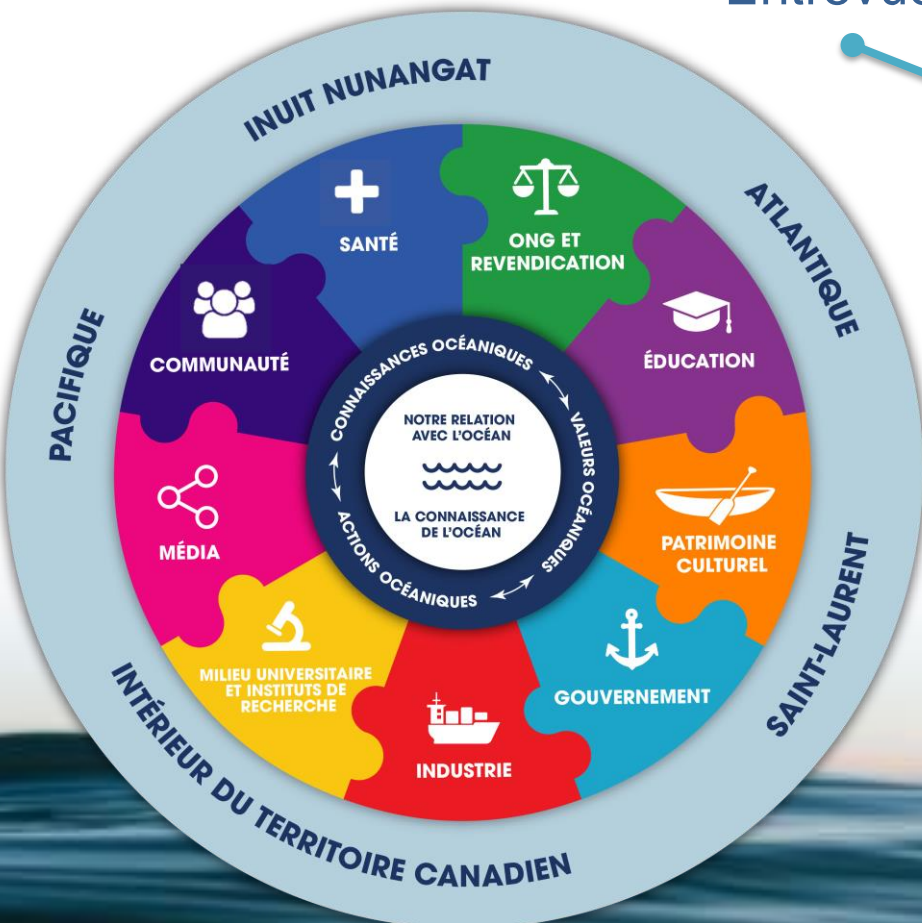 INUIT NUNANGAT
ATLANTIQUE
SAINT-LAURENT
INTÉRIEUR DU TERRITOIRE CANADIEN
PACIFIQUE
SANTÉ
ONG ET
REVENDICATION
ÉDUCATION
PATRIMOINE
CULTUREL
GOUVERNEMENT
INDUSTRIE
MILIEU UNIVERSITAIRE
ET INSTITUTS DE
RECHERCHE
MÉDIA
COMMUNAUTÉ
CONNAISSANCES OCÉANIQUES
VALEURS OCÉANIQUES
ACTIONS OCÉANIQUES
NOTRE RELATION
AVEC L'OCÉAN
LA CONNAISSANCE
DE L'OCÉAN